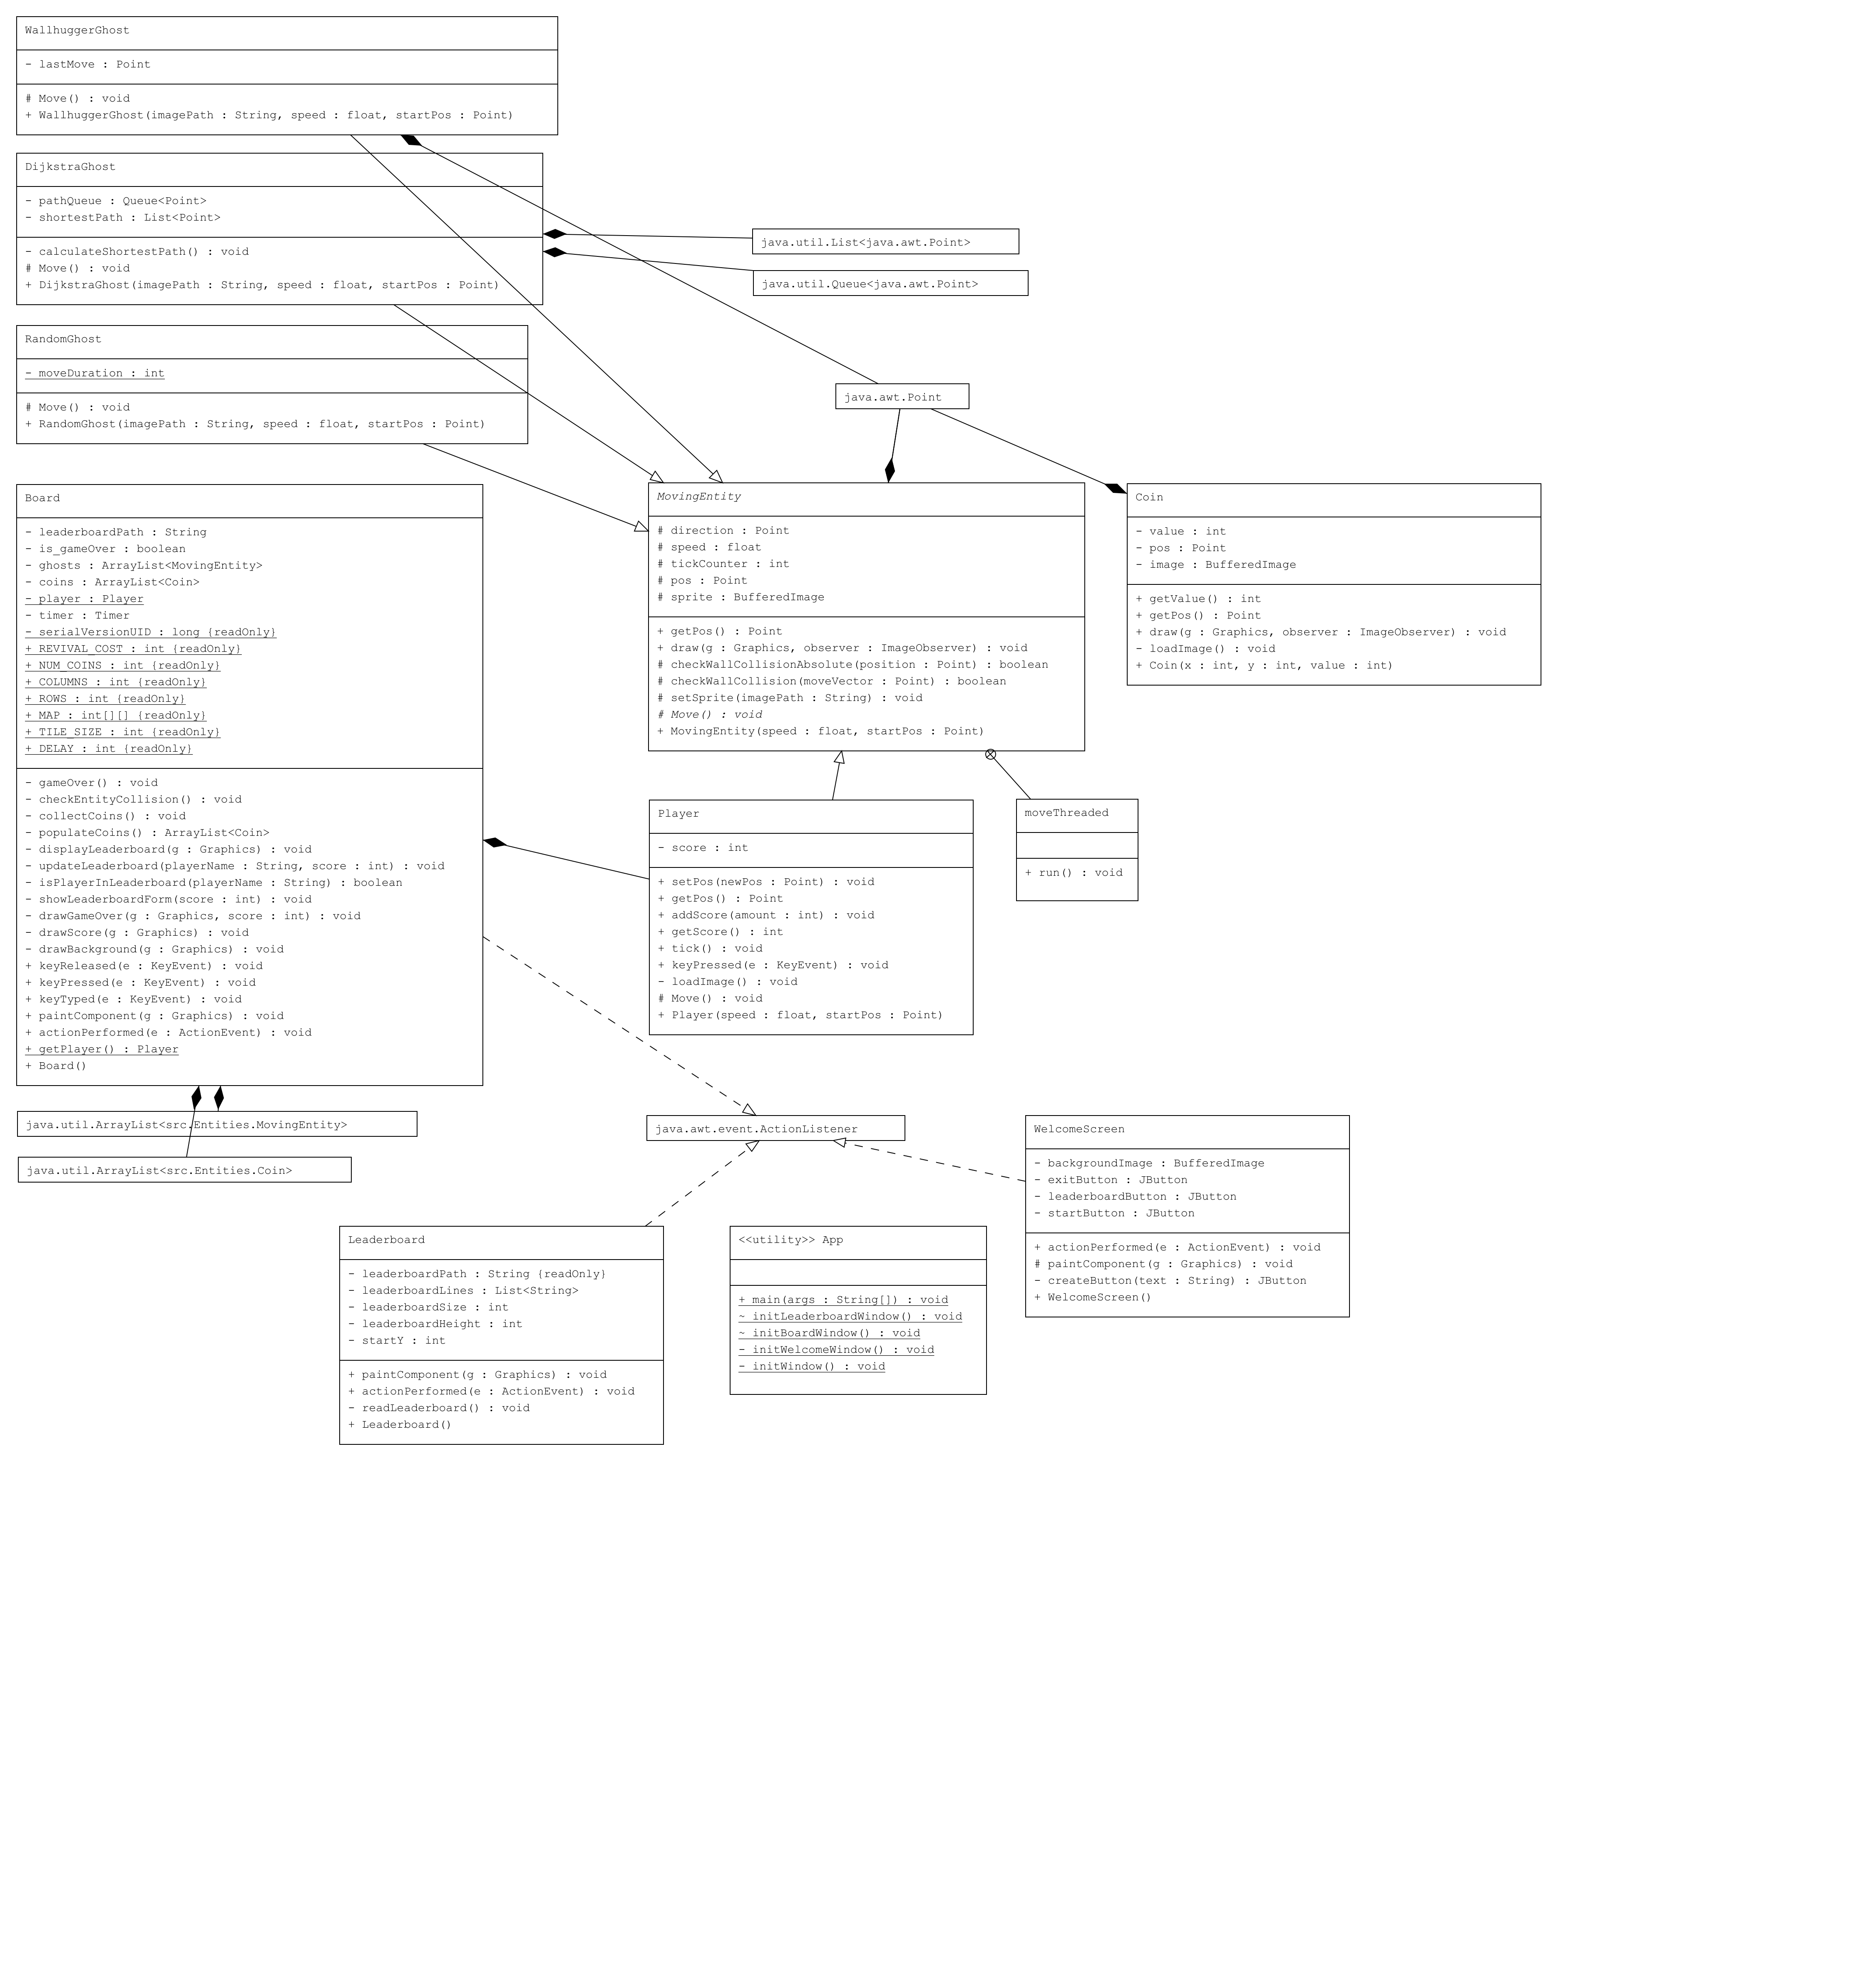 WallhuggerGhost
- lastMove : Point
# Move() : void
+ WallhuggerGhost(imagePath : String, speed : float, startPos : Point)
DijkstraGhost
- pathQueue : Queue<Point>
- shortestPath : List<Point>
- calculateShortestPath() : void
# Move() : void
+ DijkstraGhost(imagePath : String, speed : float, startPos : Point)
java.util.List<java.awt.Point>
java.util.Queue<java.awt.Point>
RandomGhost
- moveDuration : int
# Move() : void
+ RandomGhost(imagePath : String, speed : float, startPos : Point)
java.awt.Point
Board
- leaderboardPath : String
- is_gameOver : boolean
- ghosts : ArrayList<MovingEntity>
- coins : ArrayList<Coin>
- player : Player
- timer : Timer
- serialVersionUID : long {readOnly}
+ REVIVAL_COST : int {readOnly}
+ NUM_COINS : int {readOnly}
+ COLUMNS : int {readOnly}
+ ROWS : int {readOnly}
+ MAP : int[][] {readOnly}
+ TILE_SIZE : int {readOnly}
+ DELAY : int {readOnly}
- gameOver() : void
- checkEntityCollision() : void
- collectCoins() : void
- populateCoins() : ArrayList<Coin>
- displayLeaderboard(g : Graphics) : void
- updateLeaderboard(playerName : String, score : int) : void
- isPlayerInLeaderboard(playerName : String) : boolean
- showLeaderboardForm(score : int) : void
- drawGameOver(g : Graphics, score : int) : void
- drawScore(g : Graphics) : void
- drawBackground(g : Graphics) : void
+ keyReleased(e : KeyEvent) : void
+ keyPressed(e : KeyEvent) : void
+ keyTyped(e : KeyEvent) : void
+ paintComponent(g : Graphics) : void
+ actionPerformed(e : ActionEvent) : void
+ getPlayer() : Player
+ Board()
MovingEntity
# direction : Point
# speed : float
# tickCounter : int
# pos : Point
# sprite : BufferedImage
+ getPos() : Point
+ draw(g : Graphics, observer : ImageObserver) : void
# checkWallCollisionAbsolute(position : Point) : boolean
# checkWallCollision(moveVector : Point) : boolean
# setSprite(imagePath : String) : void
# Move() : void
+ MovingEntity(speed : float, startPos : Point)
Coin
- value : int
- pos : Point
- image : BufferedImage
+ getValue() : int
+ getPos() : Point
+ draw(g : Graphics, observer : ImageObserver) : void
- loadImage() : void
+ Coin(x : int, y : int, value : int)
Player
- score : int
+ setPos(newPos : Point) : void
+ getPos() : Point
+ addScore(amount : int) : void
+ getScore() : int
+ tick() : void
+ keyPressed(e : KeyEvent) : void
- loadImage() : void
# Move() : void
+ Player(speed : float, startPos : Point)
moveThreaded
+ run() : void
java.util.ArrayList<src.Entities.MovingEntity>
java.util.ArrayList<src.Entities.Coin>
java.awt.event.ActionListener
WelcomeScreen
- backgroundImage : BufferedImage
- exitButton : JButton
- leaderboardButton : JButton
- startButton : JButton
+ actionPerformed(e : ActionEvent) : void
# paintComponent(g : Graphics) : void
- createButton(text : String) : JButton
+ WelcomeScreen()
Leaderboard
- leaderboardPath : String {readOnly}
- leaderboardLines : List<String>
- leaderboardSize : int
- leaderboardHeight : int
- startY : int
+ paintComponent(g : Graphics) : void
+ actionPerformed(e : ActionEvent) : void
- readLeaderboard() : void
+ Leaderboard()
<<utility>> App
+ main(args : String[]) : void
~ initLeaderboardWindow() : void
~ initBoardWindow() : void
- initWelcomeWindow() : void
- initWindow() : void